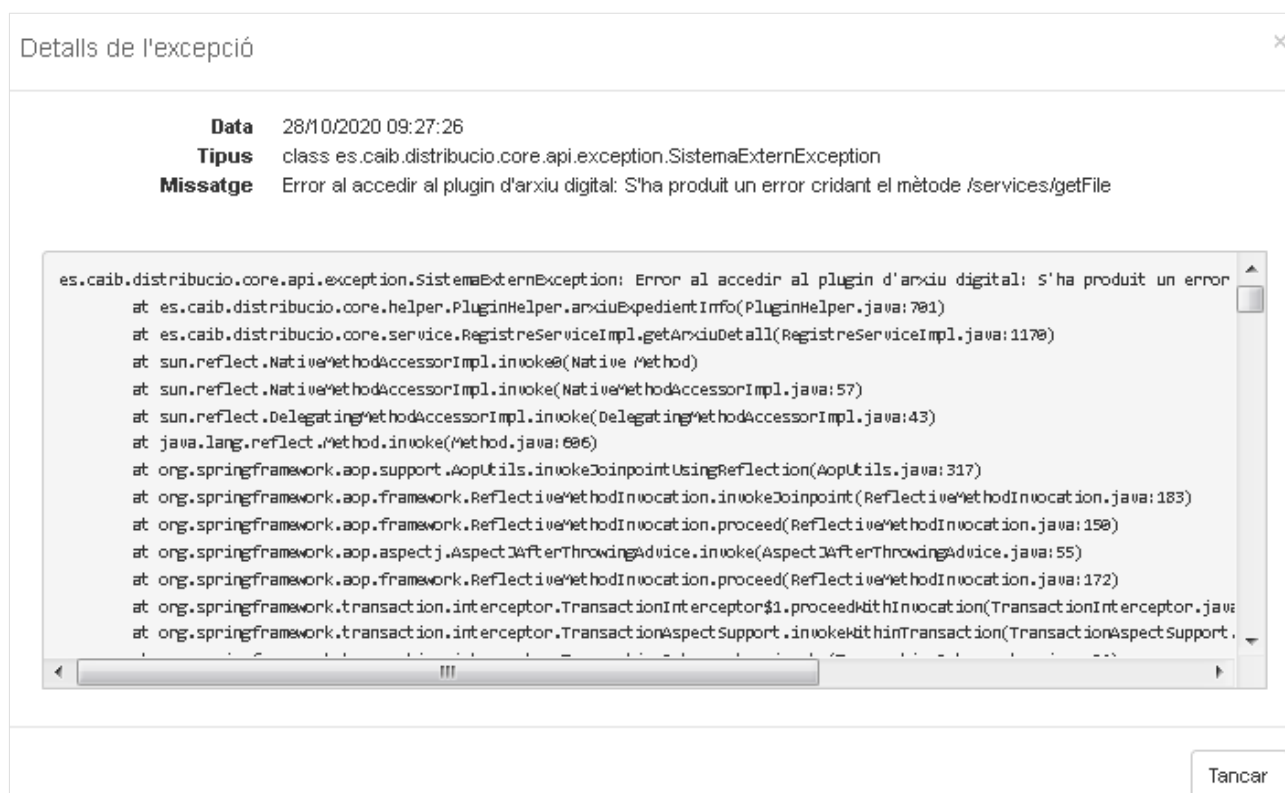 Detalls de l'excepció
×
Data 28/10/2020 09:27:26
Tipus class es.caib.distribucio.core.api.exception.SistemaExternException
Missatge Error al accedir al plugin d'arxiu digital: S'ha produit un error cridant el mètode /services/getFile
es.caib.distribucio.core.api.exception.SistemaExternException: Error al accedir al plugin d'arxiu digital: S'ha produit un error
at es.caib.distribucio.core.helper.PluginHelper.arxiuExpedientInfo(PluginHelper.java:701)
at es.caib.distribucio.core.service.RegistreServiceImpl.getArxiuDetall(RegistreServiceImpl.java:1170)
at sun.reflect.NativeMethodAccessorImpl.invoke0(Native Method)
at sun.reflect.NativeMethodAccessorImpl.invoke(NativeMethodAccessorImpl.java:57)
at sun.reflect.DelegatingMethodAccessorImpl.invoke(DelegatingMethodAccessorImpl.java:43)
at java.lang.reflect.Method.invoke(Method.java:606)
at org.springframework.aop.support.AopUtils.invokeJoinpointUsingReflection(AopUtils.java:317)
at org.springframework.aop.framework.ReflectiveMethodInvocation.invokeJoinpoint(ReflectiveMethodInvocation.java:183)
at org.springframework.aop.framework.ReflectiveMethodInvocation.proceed(ReflectiveMethodInvocation.java:150)
at org.springframework.aop.aspectj.AspectJAfterThrowingAdvice.invoke(AspectJAfterThrowingAdvice.java:55)
at org.springframework.aop.framework.ReflectiveMethodInvocation.proceed(ReflectiveMethodInvocation.java:172)
at org.springframework.transaction.interceptor.TransactionInterceptor$1.proceedWithInvocation(TransactionInterceptor.java
at org.springframework.transaction.interceptor.TransactionAspectSupport.invokeWithinTransaction(TransactionAspectSupport.
Tancar